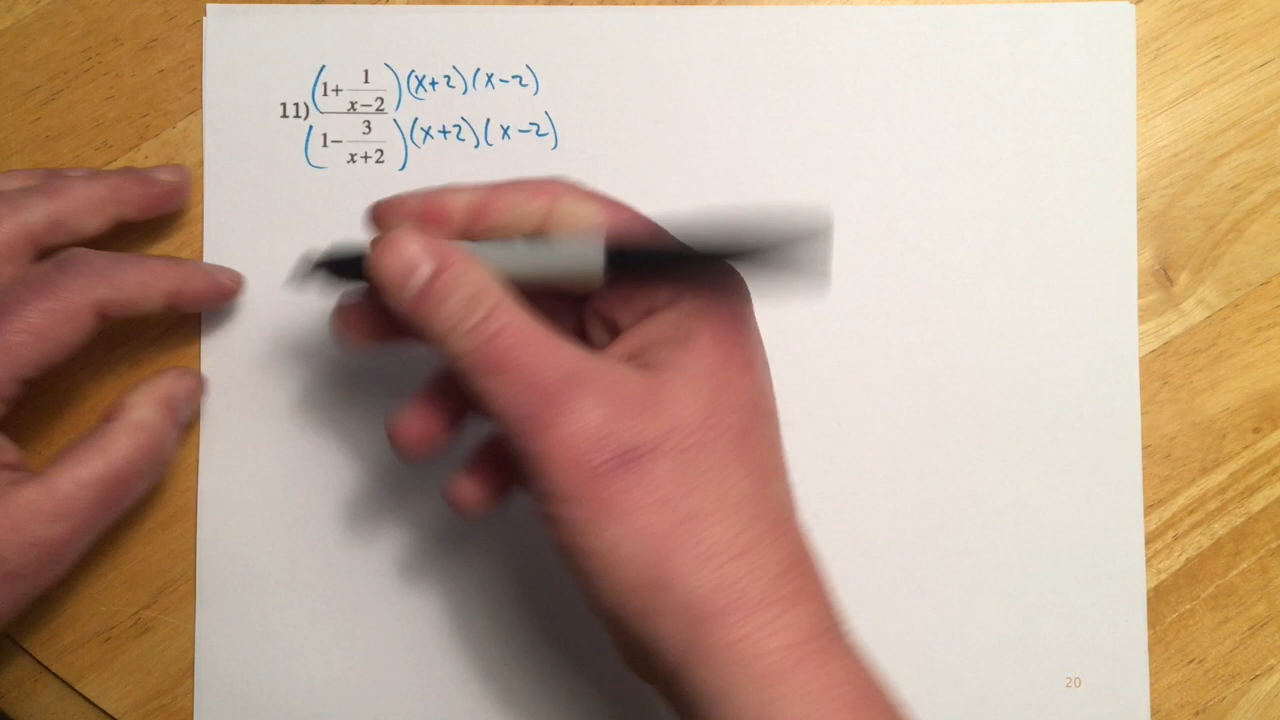 11) (1+ 1/(x−2)) (x+2)(x−2)
(1− 3/(x+2)) (x+2)(x−2)
20